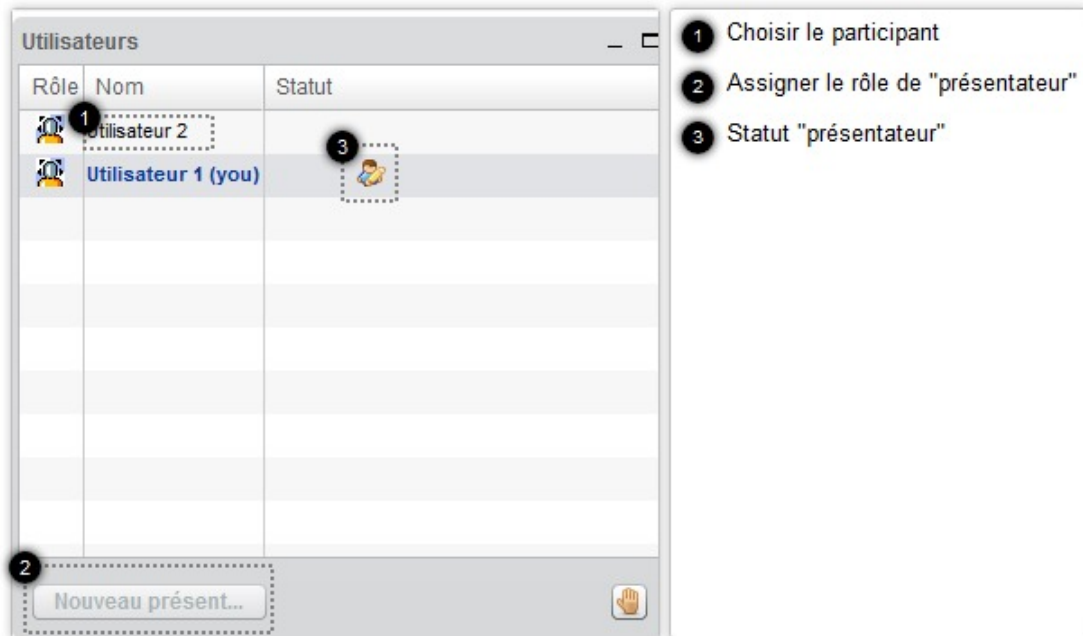 Utilisateurs
Rôle Nom Statut
1 Utilisateur 2
3
Utilisateur 1 (you)
2
Nouveau présent...
1 Choisir le participant
2 Assigner le rôle de "présentateur"
3 Statut "présentateur"